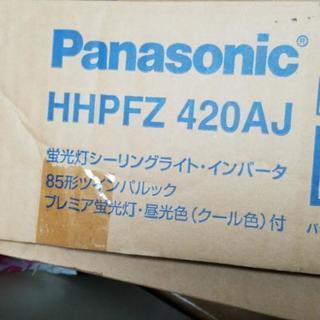 Panasonic®
HHPFZ 420AJ
蛍光灯シーリングライト・インバータ
85形ツインパルック
プレミア蛍光灯・昼光色(クール色)付